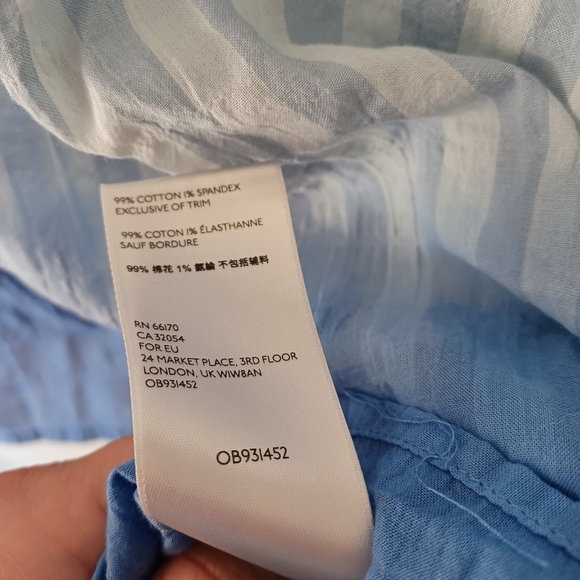 99% COTTON 1% SPANDEX
EXCLUSIVE OF TRIM
99% COTON 1% ÉLASTHANNE
SAUF BORDURE
99% 棉花 1% 氨綸 不包括辅料
RN 66170
CA 32054
FOR EU
24 MARKET PLACE, 3RD FLOOR
LONDON, UK W1W8AN
OB931452
OB931452